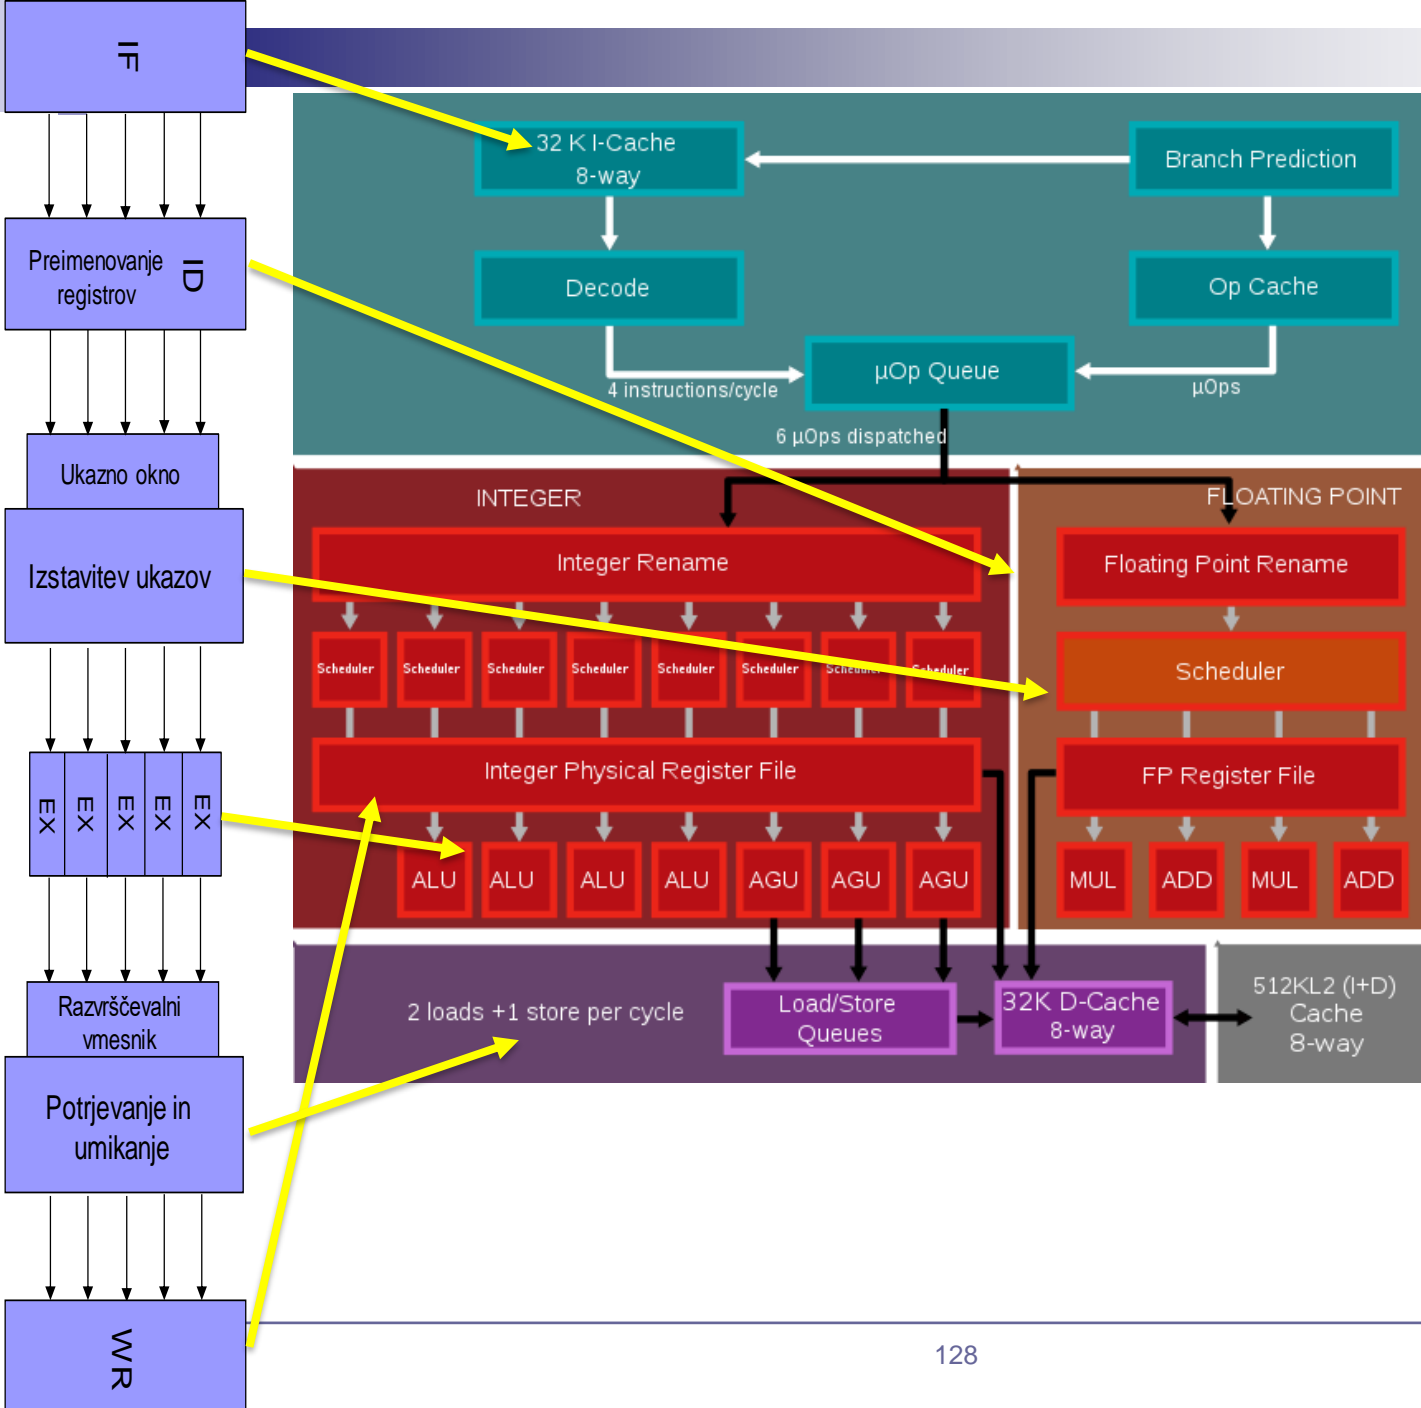 IF
Preimenovanje
registrov
ID
Ukazno okno
Izstavitev ukazov
EX
EX
EX
EX
EX
Razvrščevalni
vmesnik
Potrjevanje in
umikanje
WR
32 K I-Cache
8-way
Branch Prediction
Decode
Op Cache
µOp Queue
4 instructions/cycle
µOps
6 µOps dispatched
INTEGER
FLOATING POINT
Integer Rename
Floating Point Rename
Scheduler
Scheduler
Scheduler
Scheduler
Scheduler
Scheduler
Scheduler
Scheduler
Scheduler
Integer Physical Register File
FP Register File
ALU
ALU
ALU
ALU
AGU
AGU
AGU
MUL
ADD
MUL
ADD
2 loads +1 store per cycle
Load/Store
Queues
32K D-Cache
8-way
512KL2 (I+D)
Cache
8-way
128